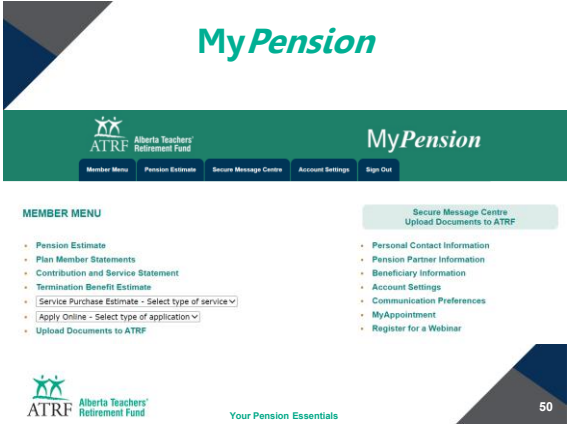 MyPension
ATRF Alberta Teachers' Retirement Fund
MyPension
Member Menu Pension Estimate Secure Message Centre Account Settings Sign Out
MEMBER MENU
Pension Estimate
Plan Member Statements
Contribution and Service Statement
Termination Benefit Estimate
Service Purchase Estimate - Select type of service
Apply Online - Select type of application
Upload Documents to ATRF
Secure Message Centre
Upload Documents to ATRF
Personal Contact Information
Pension Partner Information
Beneficiary Information
Account Settings
Communication Preferences
MyAppointment
Register for a Webinar
ATRF Alberta Teachers' Retirement Fund
Your Pension Essentials
50